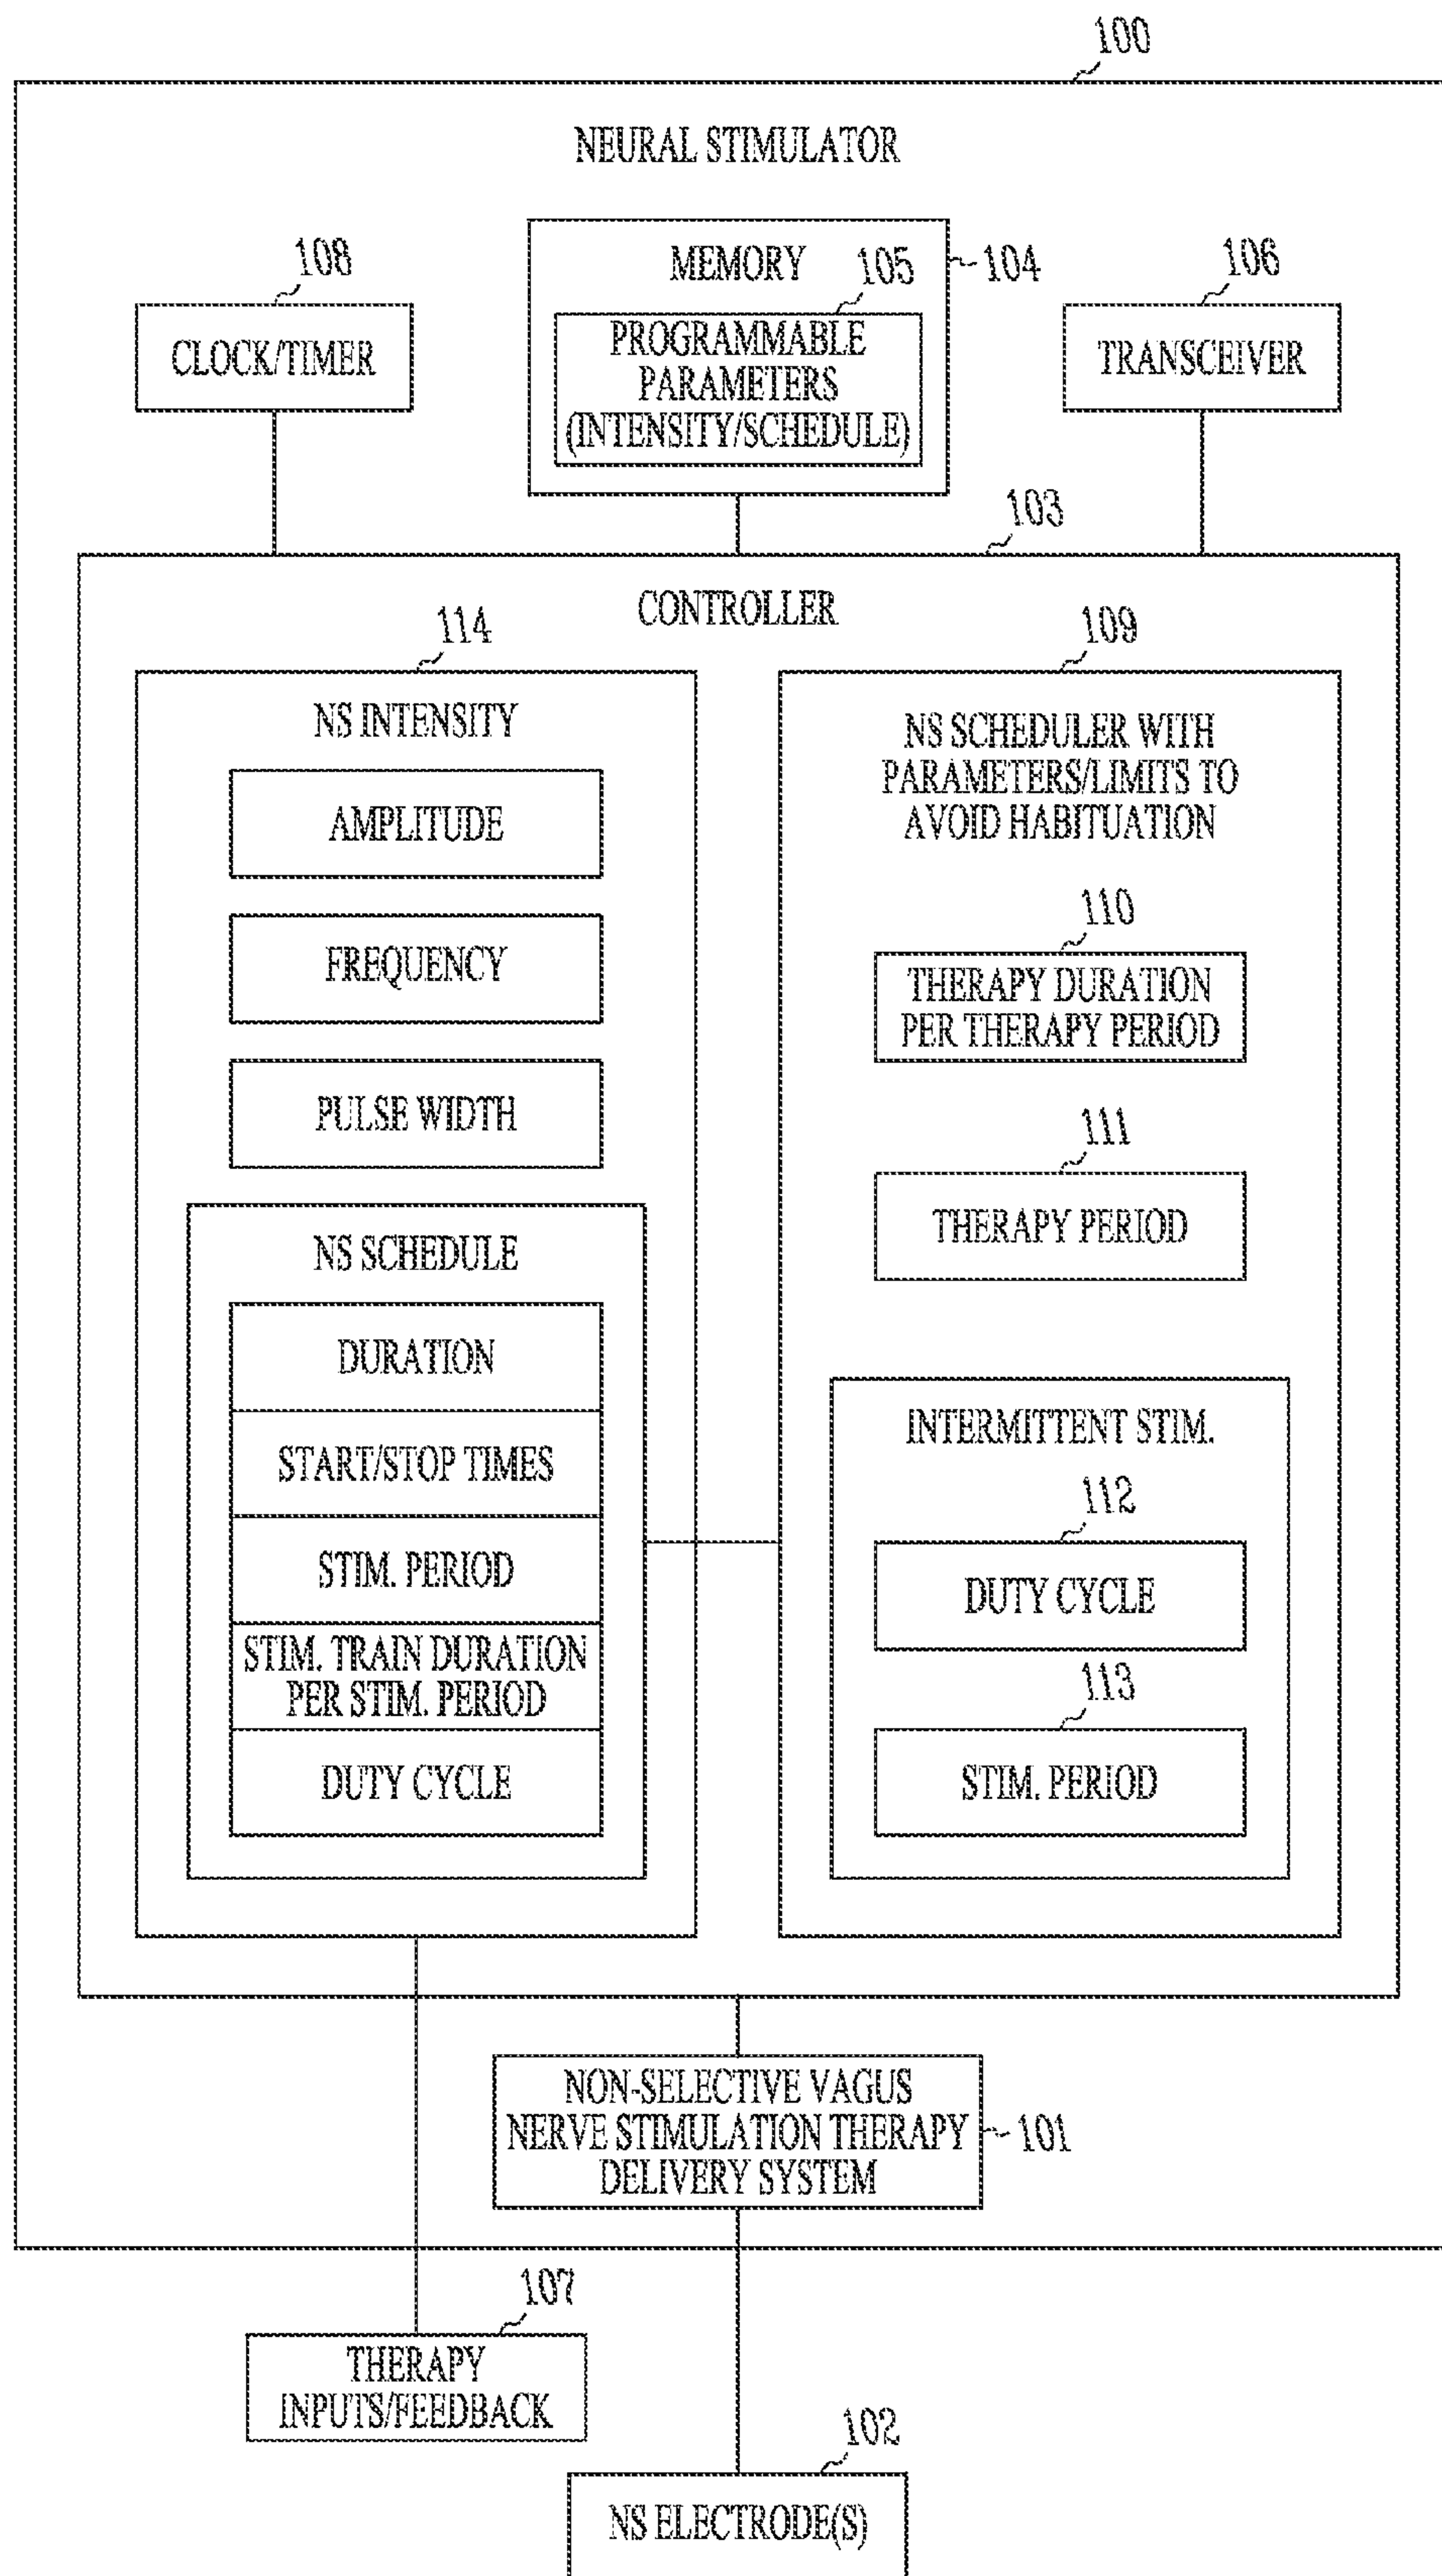 100
NEURAL STIMULATOR
108
CLOCK/TIMER
MEMORY
104
105
PROGRAMMABLE
PARAMETERS
(INTENSITY/SCHEDULE)
106
TRANSCEIVER
103
CONTROLLER
114
NS INTENSITY
AMPLITUDE
FREQUENCY
PULSE WIDTH
NS SCHEDULE
DURATION
START/STOP TIMES
STIM. PERIOD
STIM. TRAIN DURATION
PER STIM. PERIOD
DUTY CYCLE
109
NS SCHEDULER WITH
PARAMETERS/LIMITS TO
AVOID HABITUATION
110
THERAPY DURATION
PER THERAPY PERIOD
111
THERAPY PERIOD
INTERMITTENT STIM.
112
DUTY CYCLE
113
STIM. PERIOD
NON-SELECTIVE VAGUS
NERVE STIMULATION THERAPY
DELIVERY SYSTEM
101
107
THERAPY
INPUTS/FEEDBACK
102
NS ELECTRODE(S)